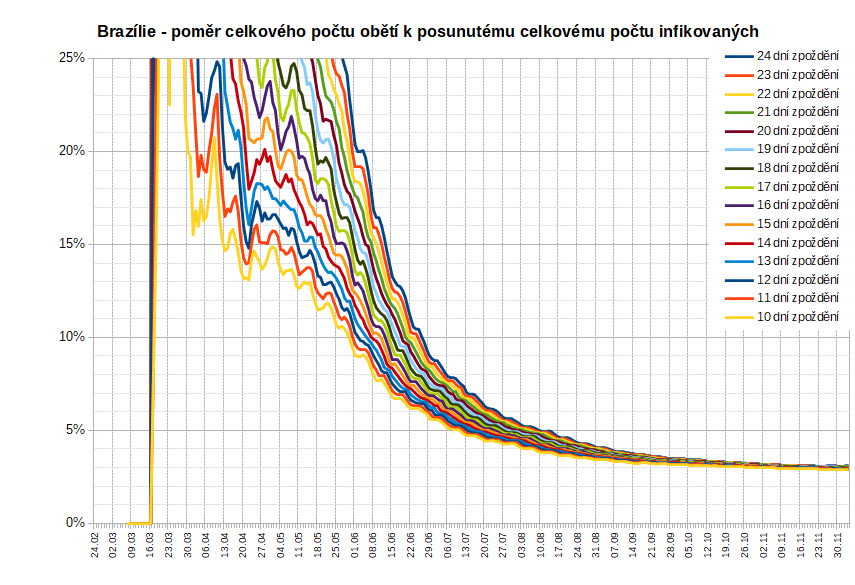 Brazílie - poměr celkového počtu obětí k posunutému celkovému počtu infikovaných
25%
20%
15%
10%
5%
0%
24 dní zpoždění
23 dní zpoždění
22 dní zpoždění
21 dní zpoždění
20 dní zpoždění
19 dní zpoždění
18 dní zpoždění
17 dní zpoždění
16 dní zpoždění
15 dní zpoždění
14 dní zpoždění
13 dní zpoždění
12 dní zpoždění
11 dní zpoždění
10 dní zpoždění
24.02
02.03
09.03
16.03
23.03
30.03
06.04
13.04
20.04
27.04
04.05
11.05
18.05
25.05
01.06
08.06
15.06
22.06
29.06
06.07
13.07
20.07
27.07
03.08
10.08
17.08
24.08
31.08
07.09
14.09
21.09
28.09
05.10
12.10
19.10
26.10
02.11
09.11
16.11
23.11
30.11